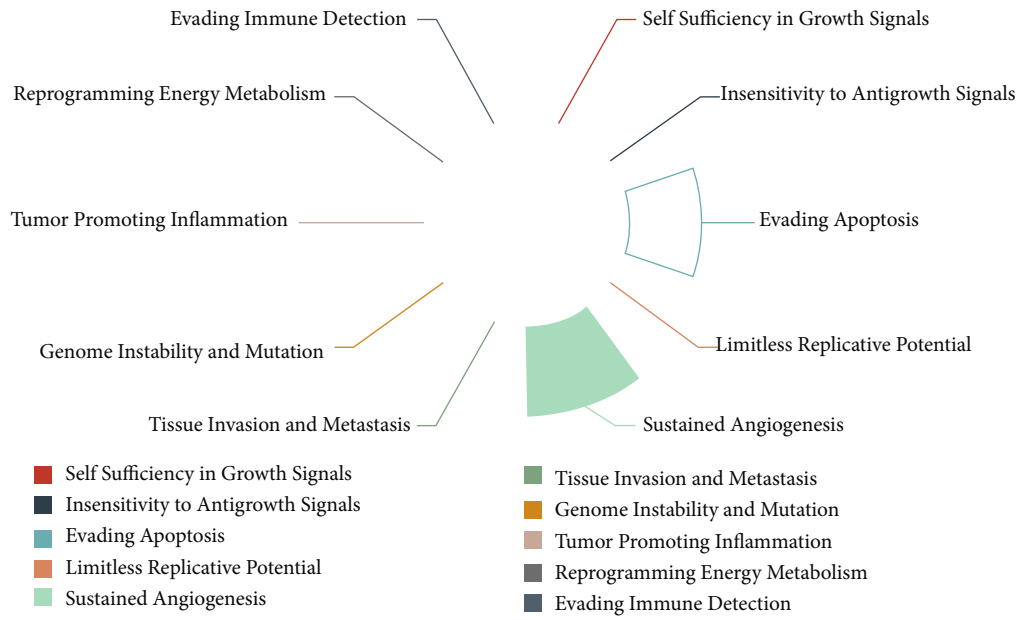 Evading Immune Detection
Self Sufficiency in Growth Signals
Reprogramming Energy Metabolism
Insensitivity to Antigrowth Signals
Tumor Promoting Inflammation
Evading Apoptosis
Genome Instability and Mutation
Limitless Replicative Potential
Tissue Invasion and Metastasis
Sustained Angiogenesis
Self Sufficiency in Growth Signals
Insensitivity to Antigrowth Signals
Evading Apoptosis
Limitless Replicative Potential
Sustained Angiogenesis
Tissue Invasion and Metastasis
Genome Instability and Mutation
Tumor Promoting Inflammation
Reprogramming Energy Metabolism
Evading Immune Detection